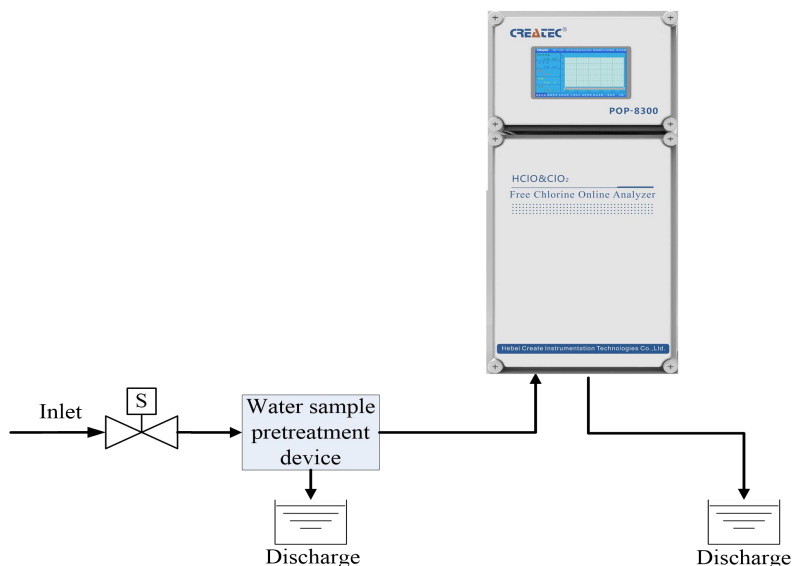 CREATEC®
POP-8300
HClO&ClO₂
Free Chlorine Online Analyzer
Hebei Create Instrumentation Technologies Co.,Ltd.
Inlet
S
Water sample
pretreatment
device
Discharge
Discharge